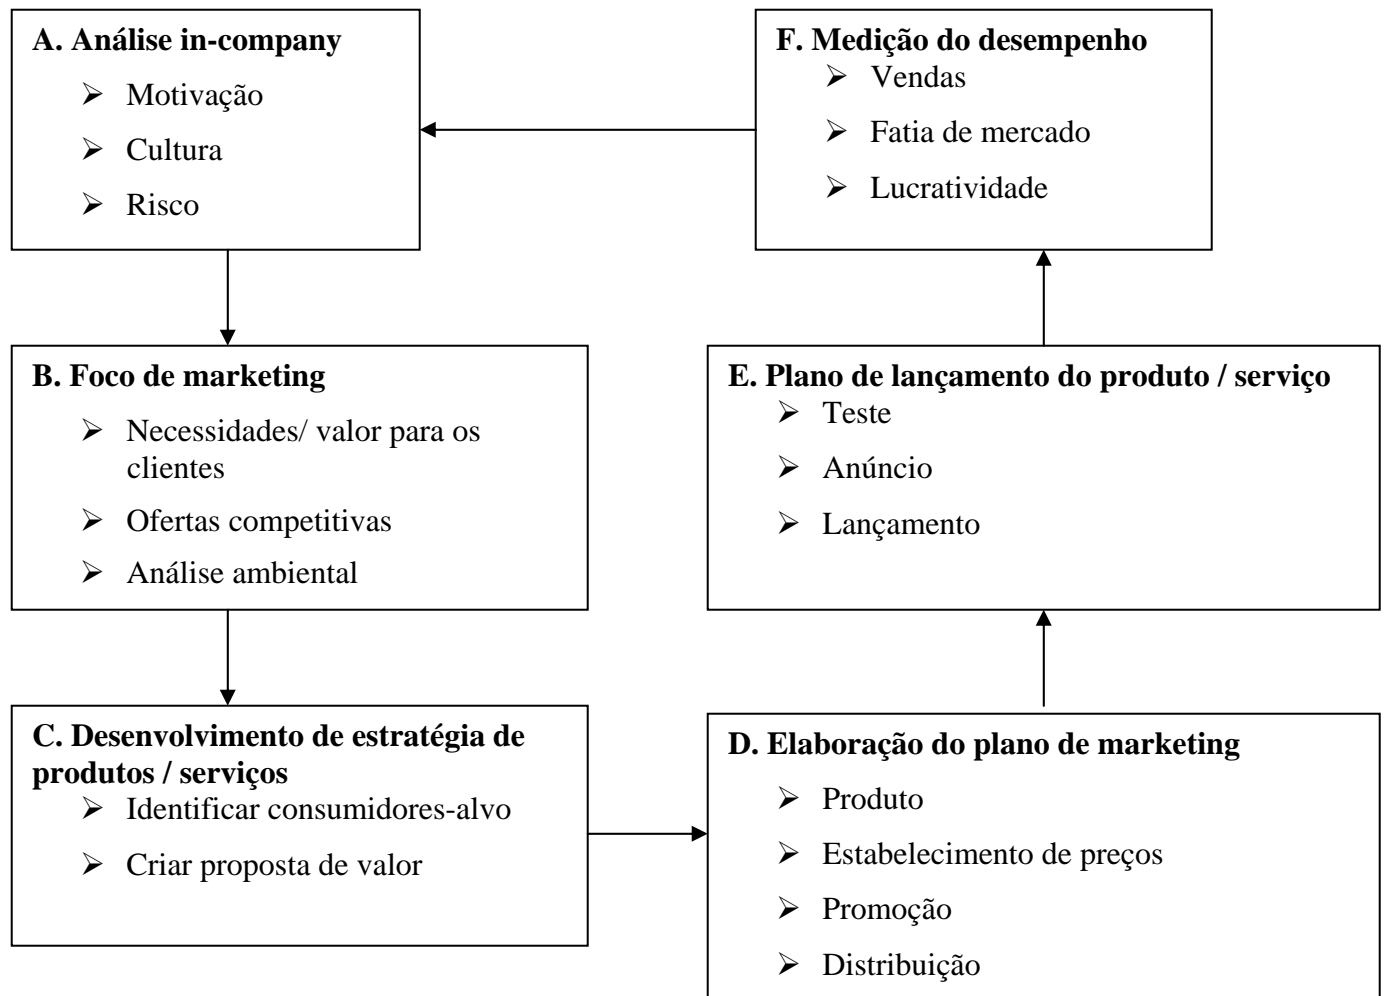 A. Análise in-company
➢ Motivação
➢ Cultura
➢ Risco
B. Foco de marketing
➢ Necessidades/ valor para os
clientes
➢ Ofertas competitivas
➢ Análise ambiental
C. Desenvolvimento de estratégia de
produtos / serviços
➢ Identificar consumidores-alvo
➢ Criar proposta de valor
D. Elaboração do plano de marketing
➢ Produto
➢ Estabelecimento de preços
➢ Promoção
➢ Distribuição
E. Plano de lançamento do produto / serviço
➢ Teste
➢ Anúncio
➢ Lançamento
F. Medição do desempenho
➢ Vendas
➢ Fatia de mercado
➢ Lucratividade